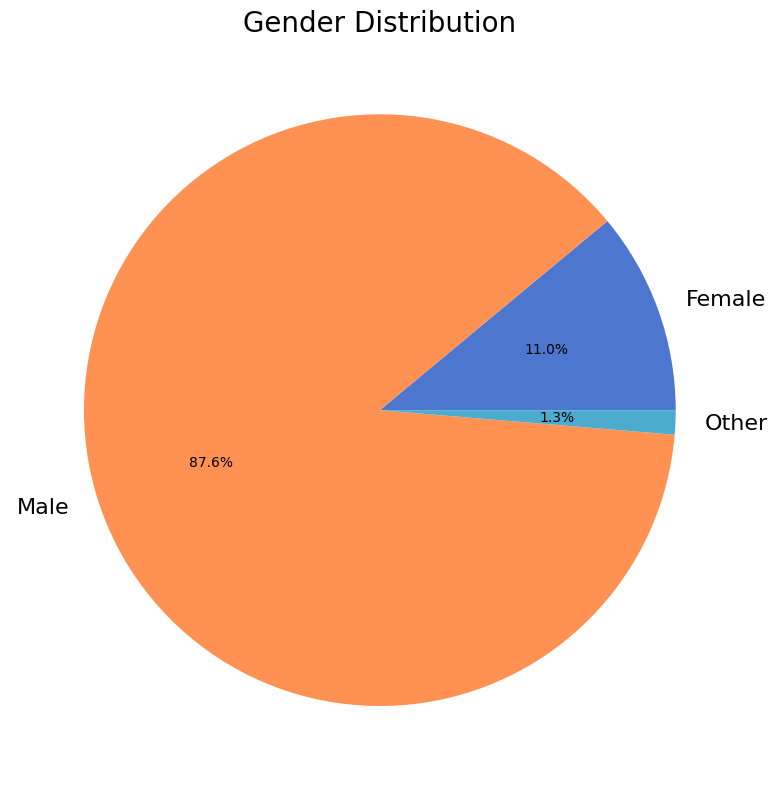 Gender Distribution
Female
11.0%
Other
1.3%
87.6%
Male